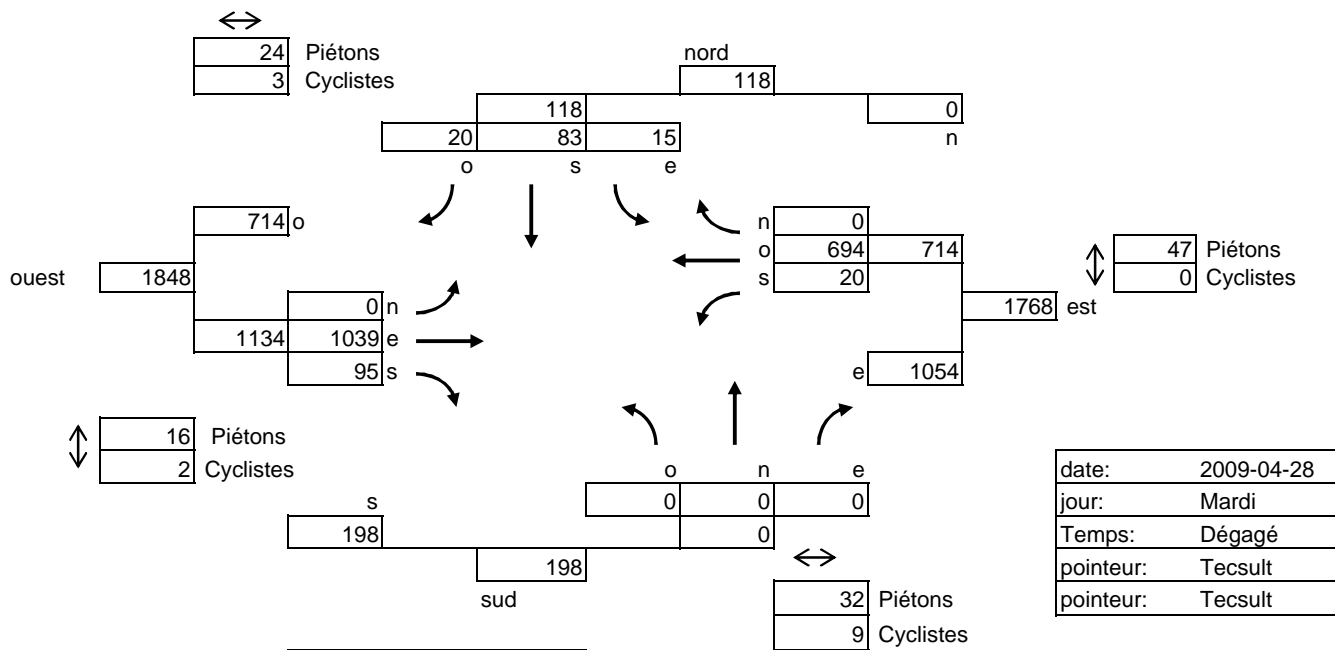 24 Piétons
nord
3 Cyclistes
118
118
0
20 83 15
n
o s e
714 o
n 0
o 694 714
47 Piétons
ouest 1848
s 20
0 Cyclistes
0 n
1768 est
1134 1039 e
95 s
e 1054
16 Piétons
2 Cyclistes
o n e
date: 2009-04-28
s
0 0 0
jour: Mardi
198
0
Temps: Dégagé
198
pointeur: Tecsult
sud
32 Piétons
pointeur: Tecsult
9 Cyclistes